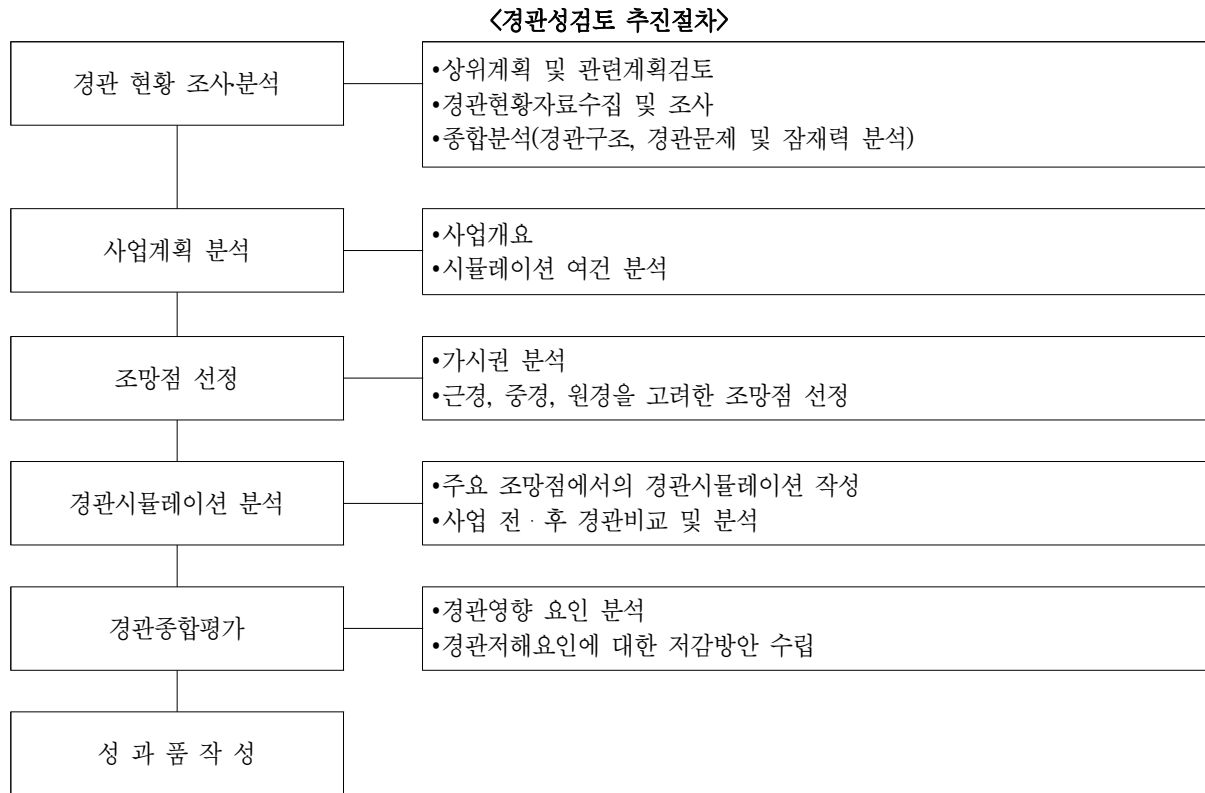 <경관성검토 추진절차>
경관 현황 조사·분석
•상위계획 및 관련계획검토
•경관현황자료수집 및 조사
•종합분석(경관구조, 경관문제 및 잠재력 분석)
사업계획 분석
•사업개요
•시뮬레이션 여건 분석
조망점 선정
•가시권 분석
•근경, 중경, 원경을 고려한 조망점 선정
경관시뮬레이션 분석
•주요 조망점에서의 경관시뮬레이션 작성
•사업 전·후 경관비교 및 분석
경관종합평가
•경관영향 요인 분석
•경관저해요인에 대한 저감방안 수립
성 과 품 작 성